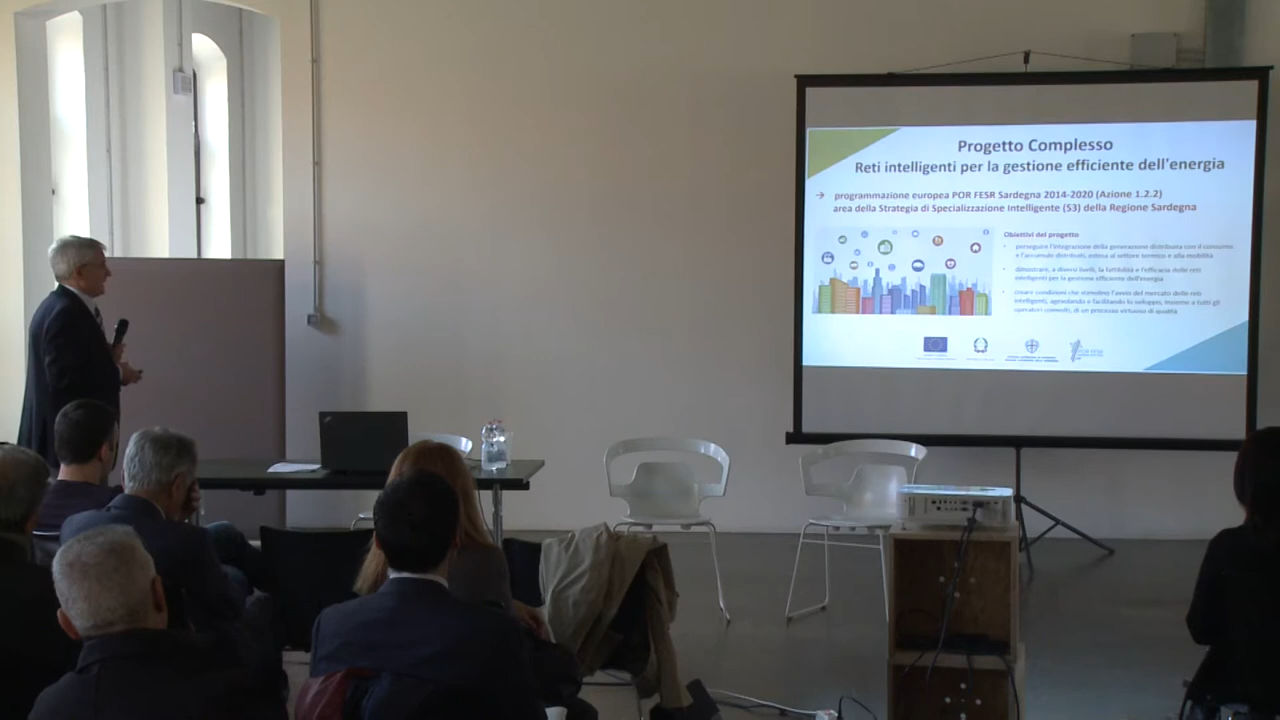 Progetto Complesso
Reti intelligenti per la gestione efficiente dell'energia
→ programmazione europea POR FESR Sardegna 2014-2020 (Azione 1.2.2)
area della Strategia di Specializzazione Intelligente (S3) della Regione Sardegna
Obiettivi del progetto
• perseguire l'integrazione della generazione distribuita con il consumo
e l'accumulo distribuiti, estesa al settore termico e alla mobilità
• dimostrare, a diversi livelli, la fattibilità e l'efficacia delle reti
intelligenti per la gestione efficiente dell'energia
• creare condizioni che stimolino l'avvio del mercato delle reti
intelligenti, agevolando e facilitando lo sviluppo, insieme a tutti gli
operatori coinvolti, di un processo virtuoso di qualità
POR FESR